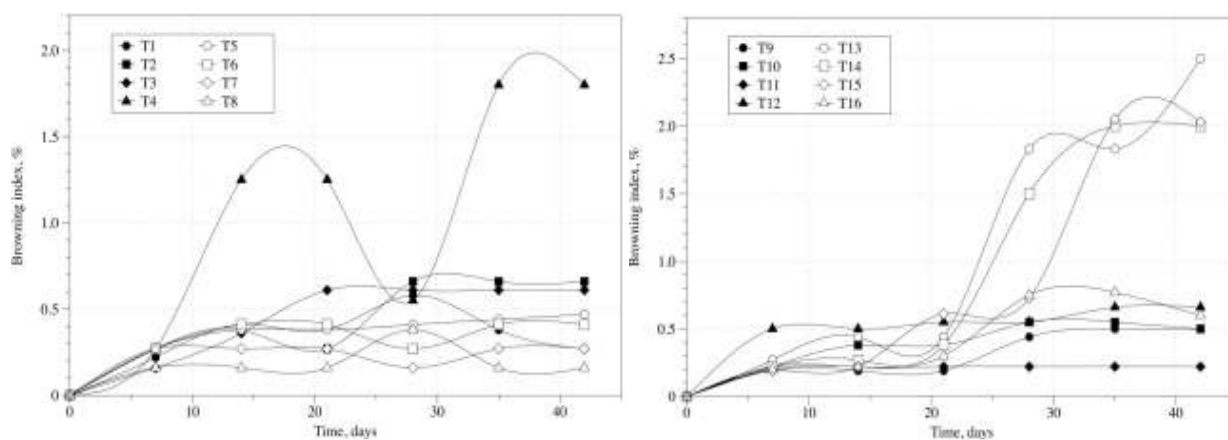 2.0
1.5
1.0
0.5
0
Browning index, %
T1 T5
T2 T6
T3 T7
T4 T8
0 10 20 30 40
Time, days
2.5
2.0
1.5
1.0
0.5
0
Browning index, %
T9 T13
T10 T14
T11 T15
T12 T16
0 10 20 30 40
Time, days